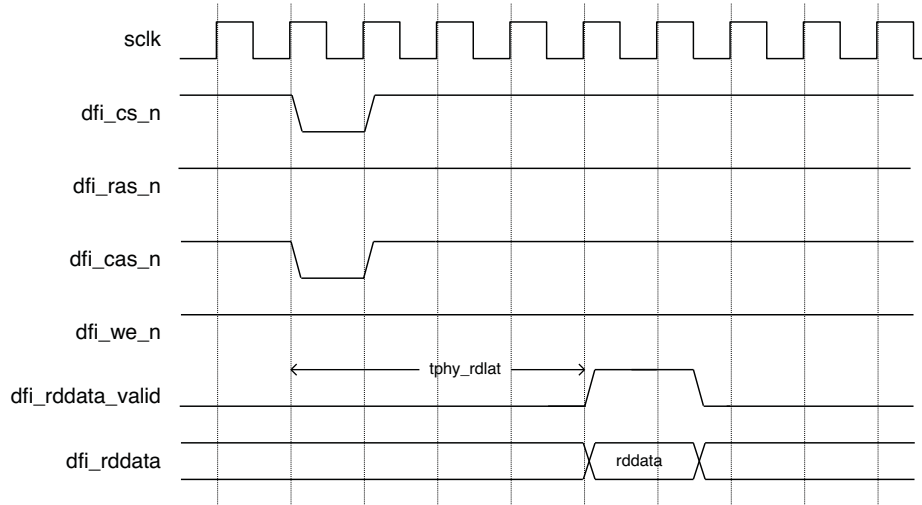 sclk
dfi_cs_n
dfi_ras_n
dfi_cas_n
dfi_we_n
tphy_rdlat
dfi_rddata_valid
dfi_rddata
rddata